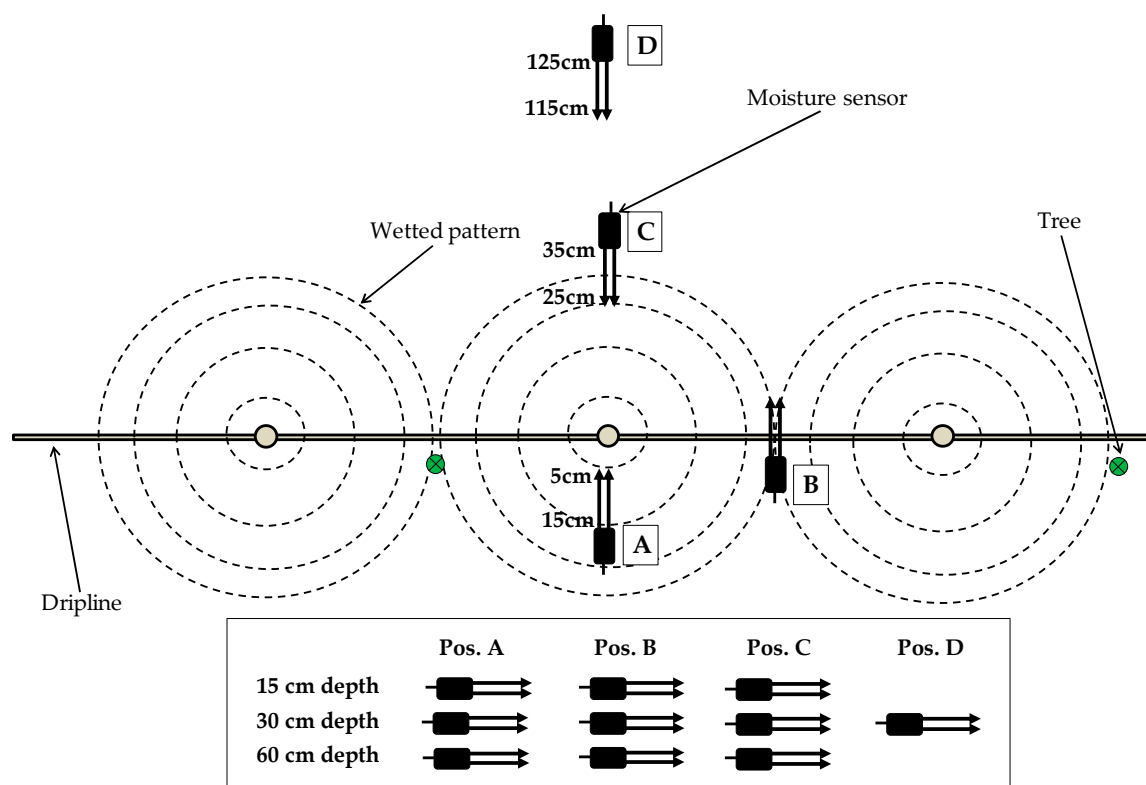 D
125cm
115cm
Moisture sensor
C
Wetted pattern
35cm
25cm
Tree
5cm
15cm
A
B
Dripline
Pos. A Pos. B Pos. C Pos. D
15 cm depth
30 cm depth
60 cm depth